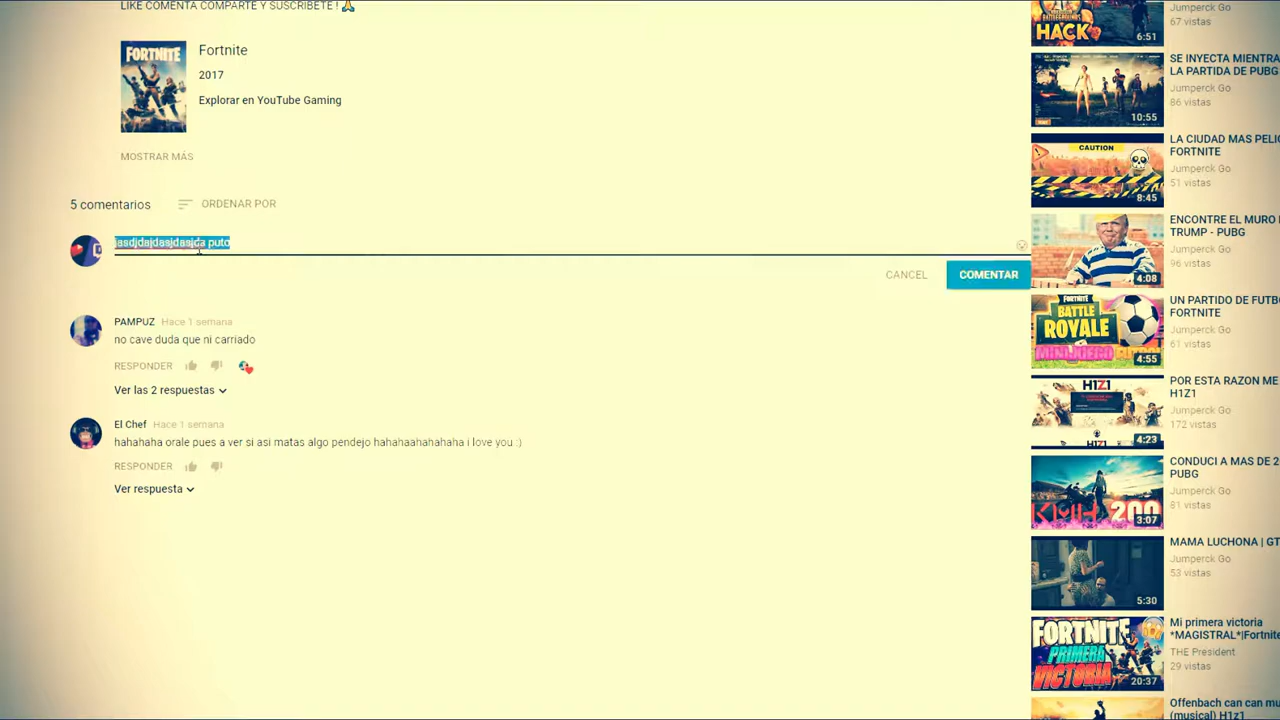 LIKE COMENTA COMPARTE Y SUSCRIBETE ! 🙏
FORTNITE
Fortnite
2017
Explorar en YouTube Gaming
MOSTRAR MÁS
5 comentarios
ORDENAR POR
CANCEL
COMENTAR
PAMPUZ Hace 1 semana
no cave duda que ni carriado
RESPONDER
Ver las 2 respuestas
El Chef Hace 1 semana
hahahaha orale pues a ver si asi matas algo pendejo hahahaahahahaha i love you :)
RESPONDER
Ver respuesta
HACK
6:51
Jumperck Go
67 vistas
10:55
SE INYECTA MIENTRA
LA PARTIDA DE PUBG
Jumperck Go
86 vistas
CAUTION
8:45
LA CIUDAD MAS PELI
FORTNITE
Jumperck Go
51 vistas
4:08
ENCONTRE EL MURO
TRUMP - PUBG
Jumperck Go
96 vistas
FORTNITE
BATTLE
ROYALE
MINIJUEGO
4:55
UN PARTIDO DE FUTBO
FORTNITE
Jumperck Go
61 vistas
H1Z1
4:23
POR ESTA RAZON ME
H1Z1
Jumperck Go
172 vistas
KM/H 200
3:07
CONDUCI A MAS DE 2
PUBG
Jumperck Go
81 vistas
5:30
MAMA LUCHONA | GT
Jumperck Go
53 vistas
FORTNITE
PRIMERA
VICTORIA
20:37
Mi primera victoria
*MAGISTRAL*|Fortnite
THE President
29 vistas
Offenbach can can mu
(musical) H1z1